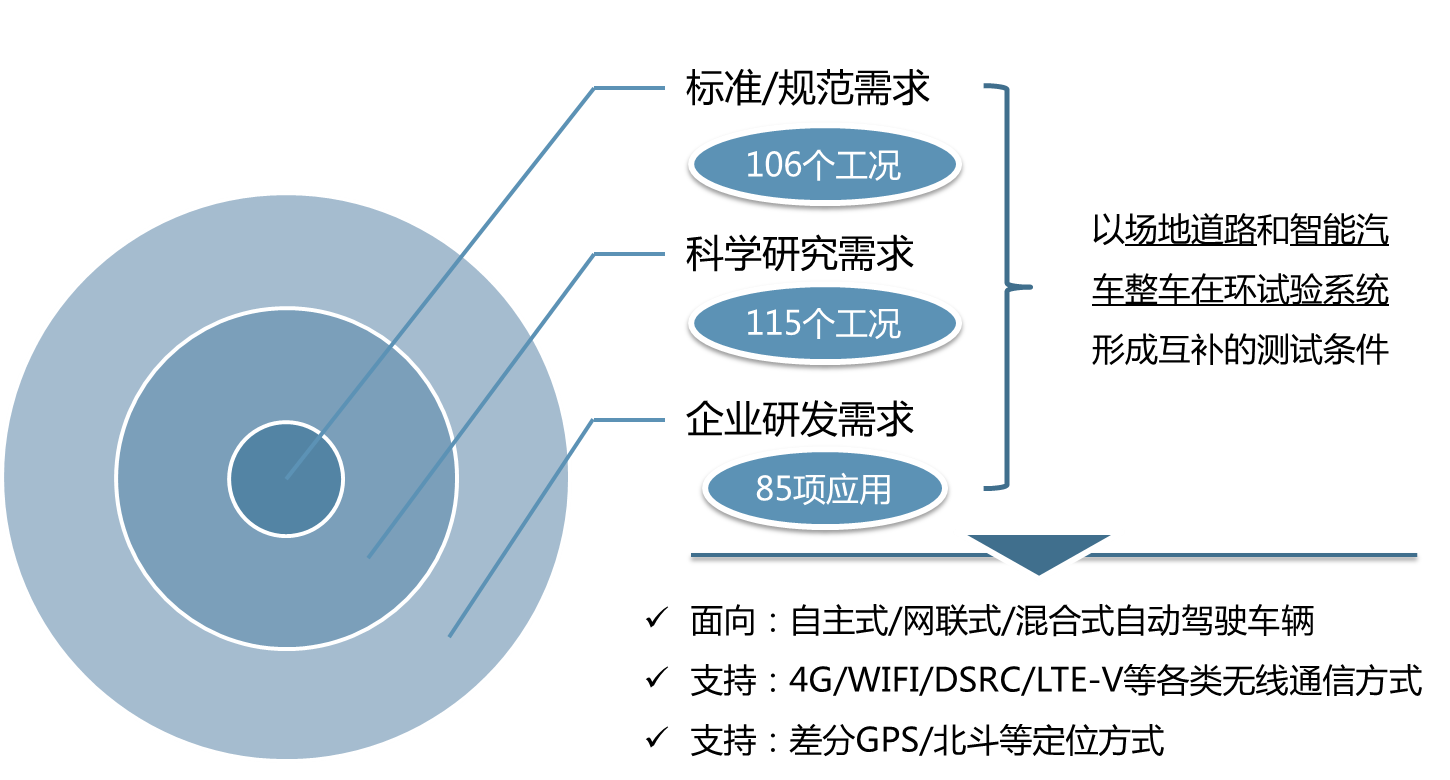 标准/规范需求
106个工况
科学研究需求
115个工况
企业研发需求
85项应用
以场地道路和智能汽
车整车在环试验系统
形成互补的测试条件
✓ 面向：自主式/网联式/混合式自动驾驶车辆
✓ 支持：4G/WIFI/DSRC/LTE-V等各类无线通信方式
✓ 支持：差分GPS/北斗等定位方式